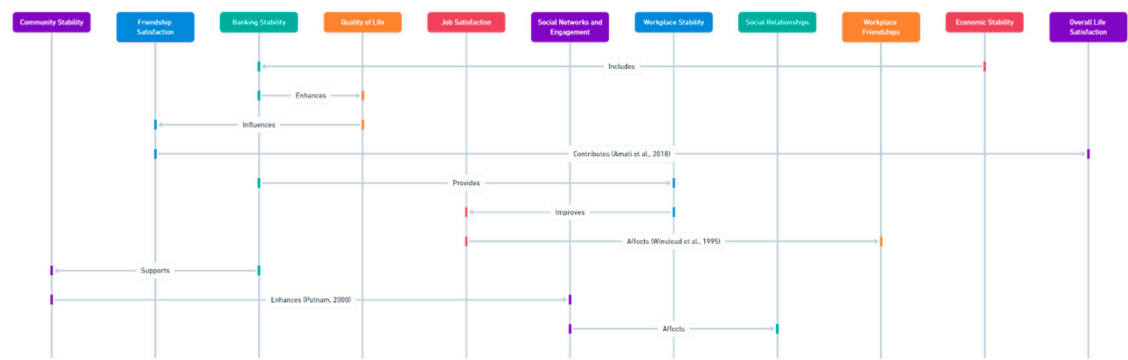 Community Stability
Friendship
Satisfaction
Banking Stability
Quality of Life
Job Satisfaction
Social Networks and
Engagement
Workplace Stability
Social Relationships
Workplace
Friendships
Economic Stability
Overall Life
Satisfaction
Includes
Enhances
Influences
Contributes (Amati et al., 2018)
Provides
Improves
Affects (Winstead et al., 1995)
Supports
Enhances (Putnam, 2000)
Affects